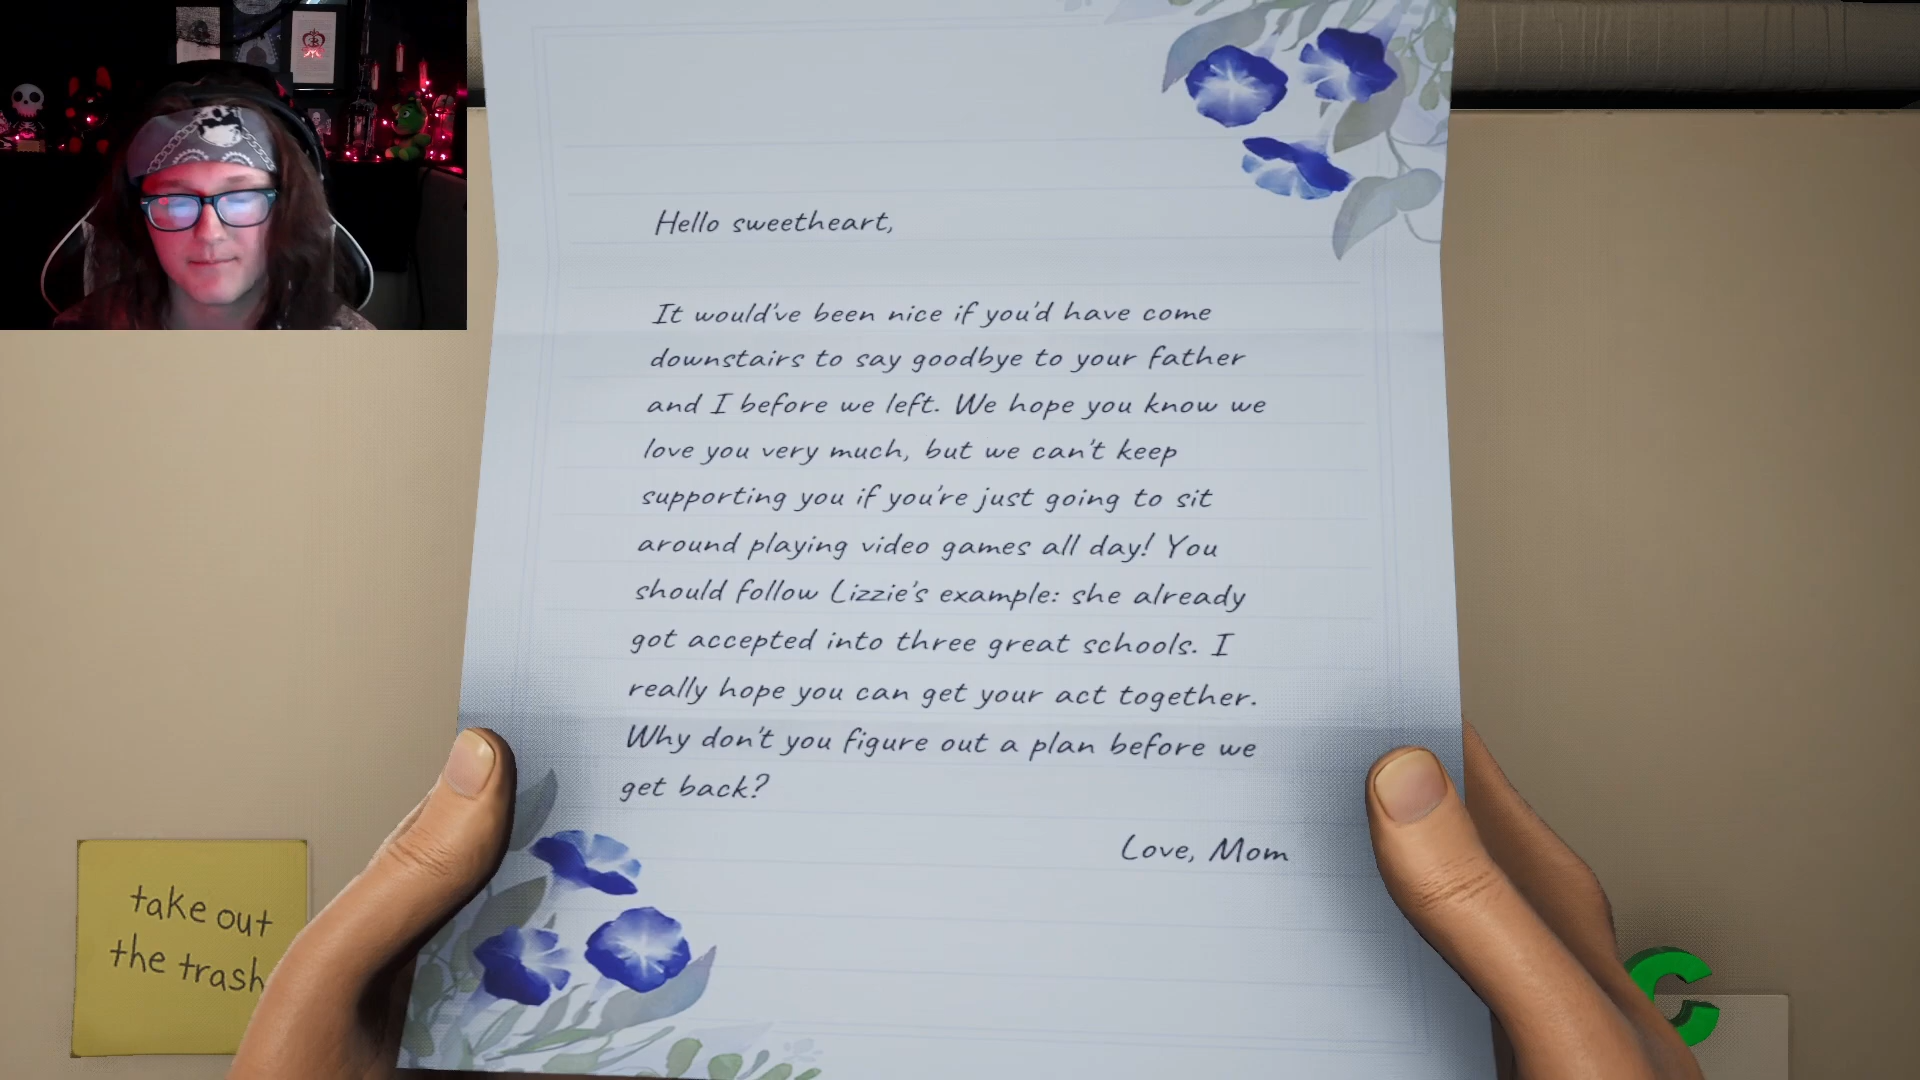 Hello sweetheart,
It would've been nice if you'd have come
downstairs to say goodbye to your father
and I before we left. We hope you know we
love you very much, but we can't keep
supporting you if you're just going to sit
around playing video games all day! You
should follow Lizzie's example: she already
got accepted into three great schools. I
really hope you can get your act together.
Why don't you figure out a plan before we
get back?
Love, Mom
take out
the trash
C